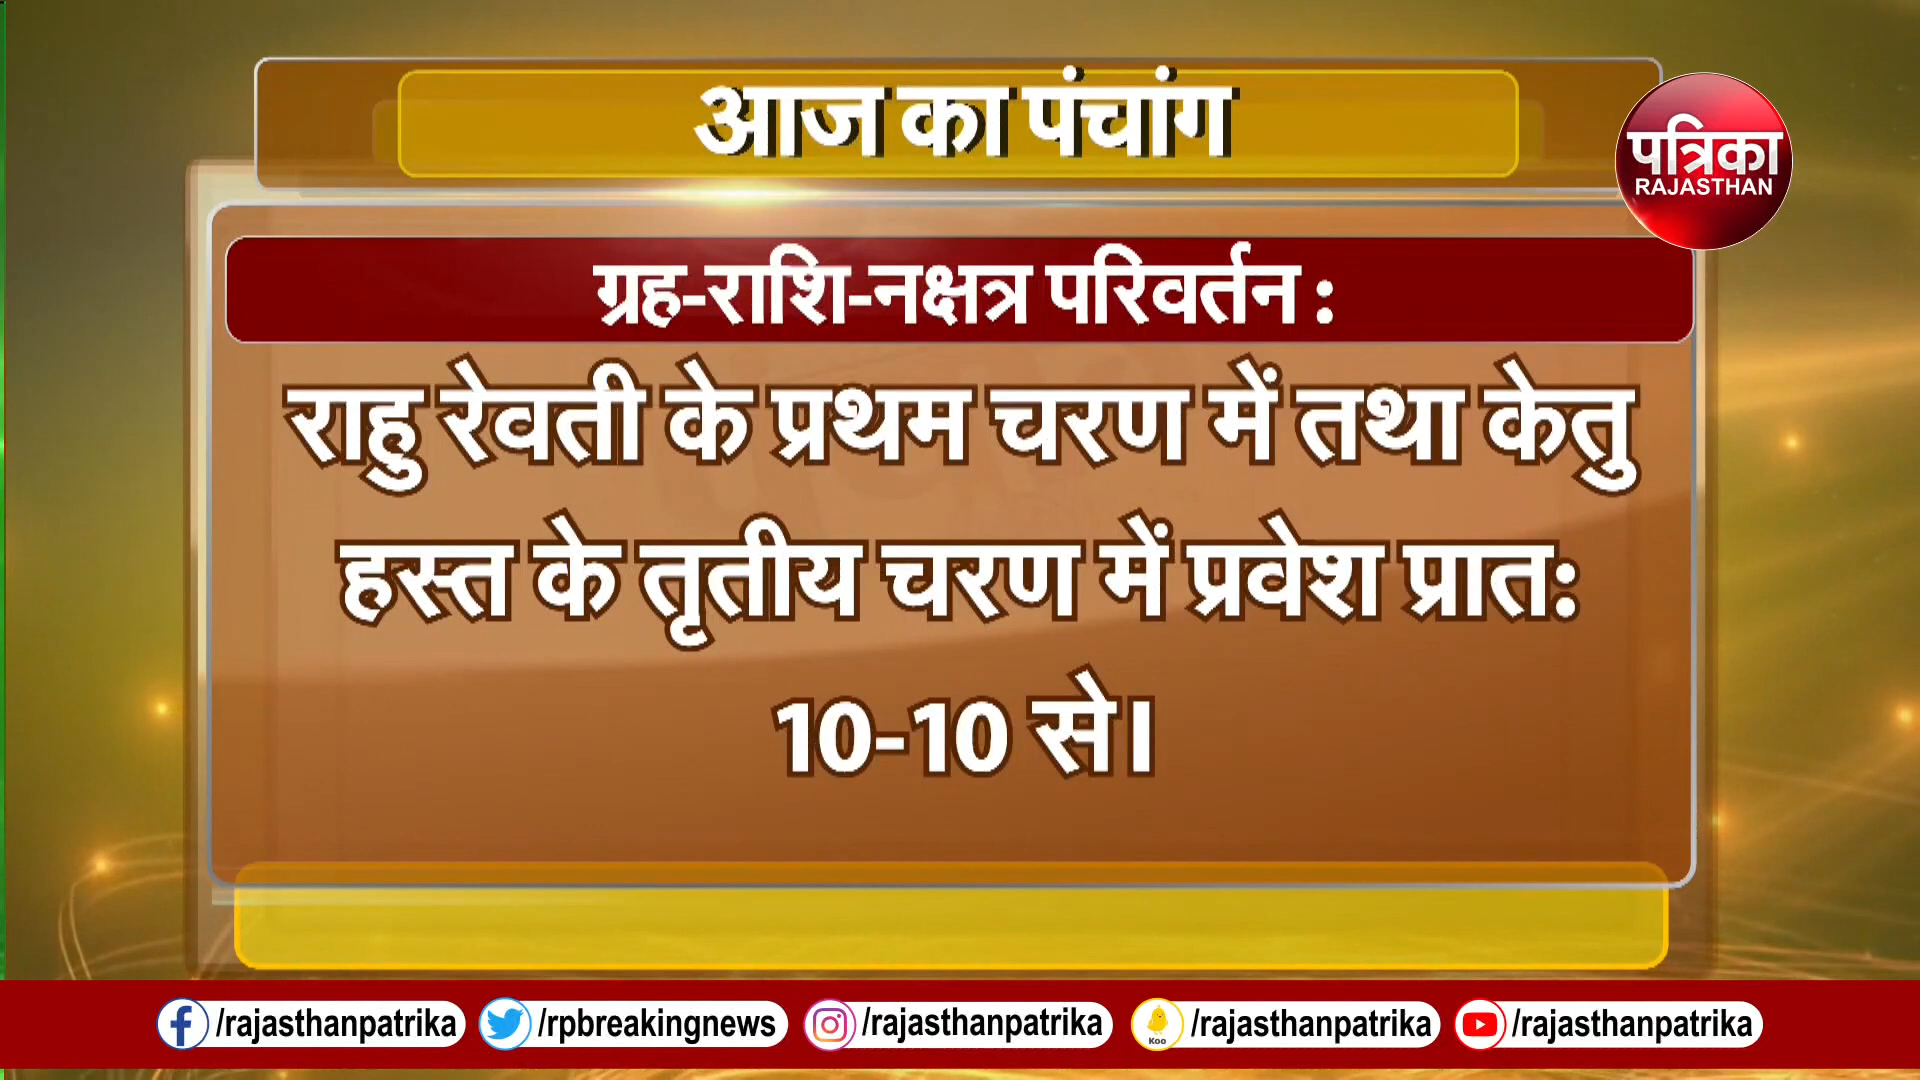 आज का पंचांग
पत्रिका
RAJASTHAN
ग्रह-राशि-नक्षत्र परिवर्तन :
राहु रेवती के प्रथम चरण में तथा केतु
हस्त के तृतीय चरण में प्रवेश प्रात:
10-10 से।
/rajasthanpatrika /rpbreakingnews /rajasthanpatrika Koo /rajasthanpatrika /rajasthanpatrika